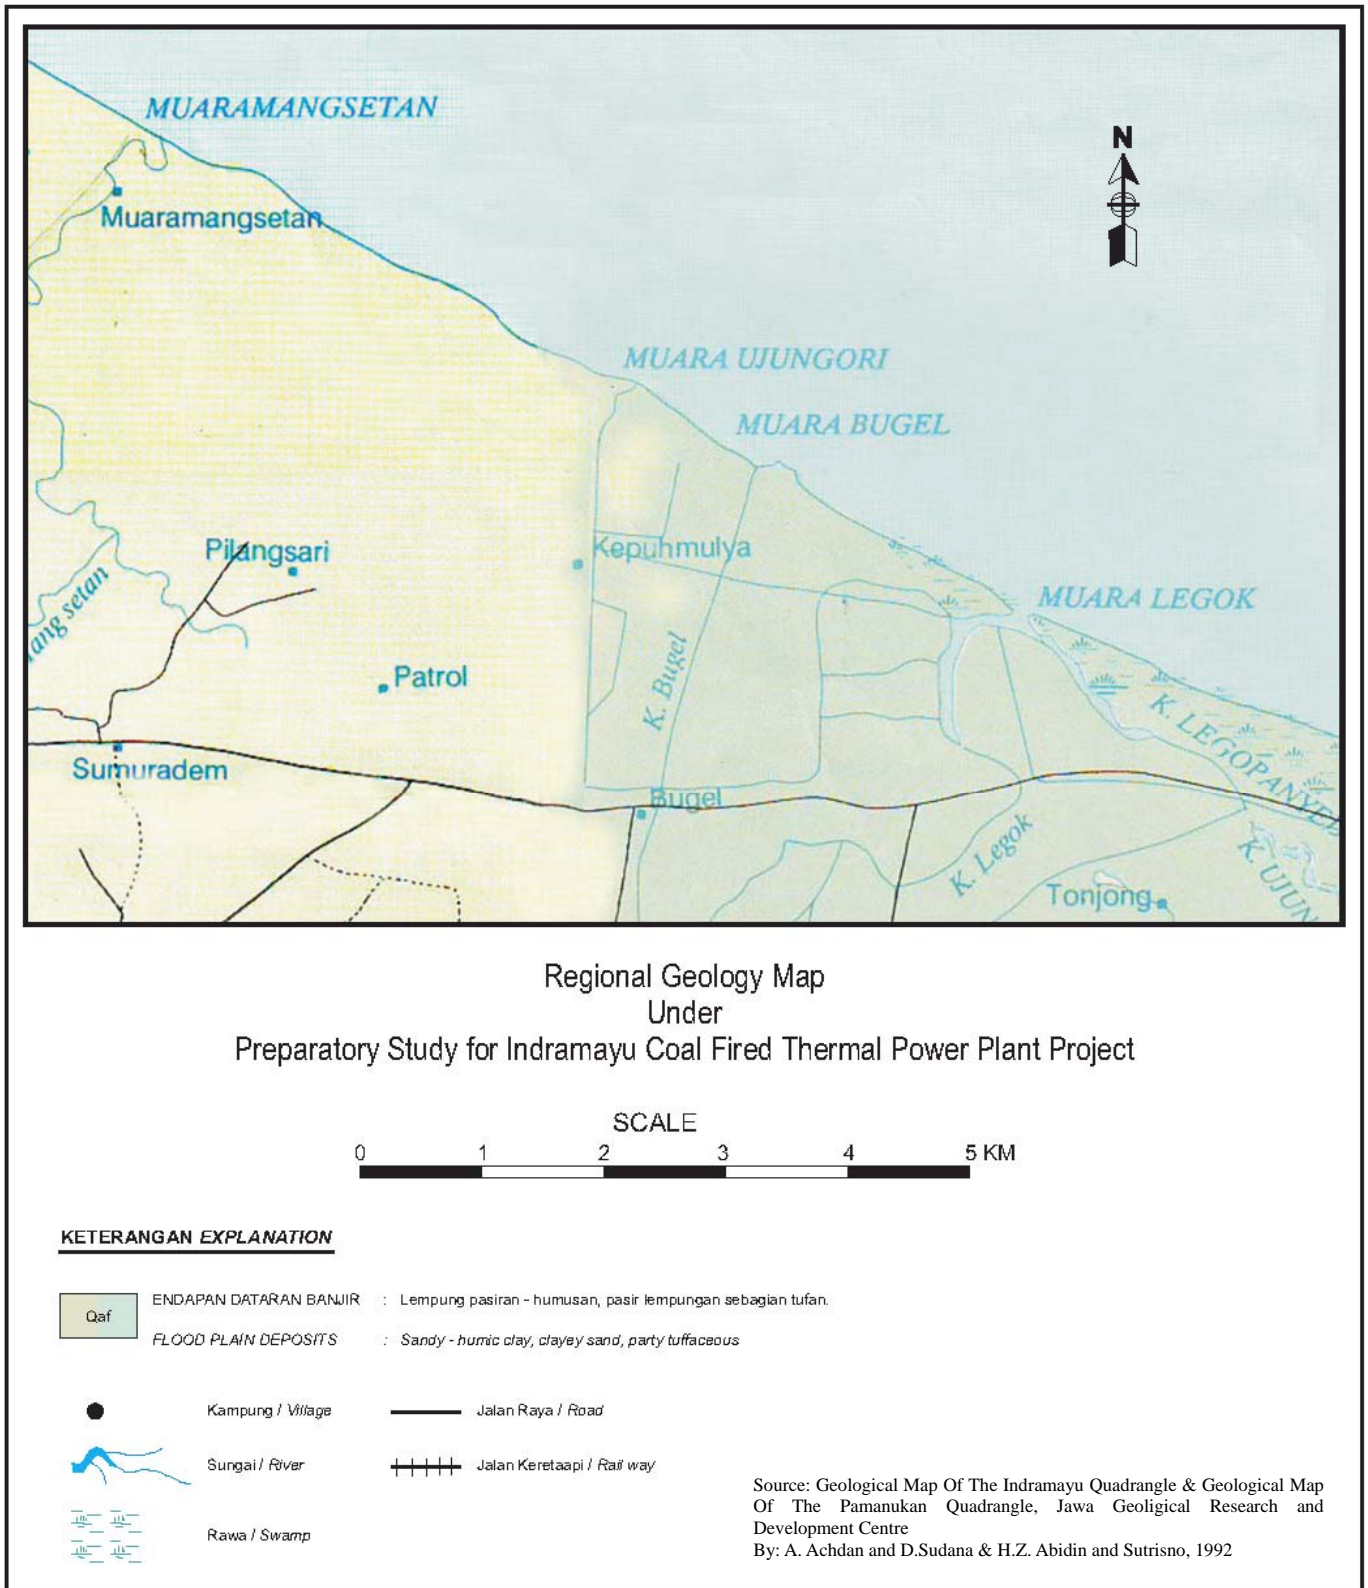 MUARAMANGSETAN
N
Muaramangsetan
MUARA UJUNGORI
MUARA BUGEL
Pilangsari
Kepuhmulya
MUARA LEGOK
ang setan
Patrol
K. Bugel
K. LEGOPANYE
Sumuradem
Bugel
K. Legok
K. UJUN
Tonjong
Regional Geology Map
Under
Preparatory Study for Indramayu Coal Fired Thermal Power Plant Project
SCALE
0 1 2 3 4 5 KM
KETERANGAN EXPLANATION
Qaf
ENDAPAN DATARAN BANJIR : Lempung pasiran - humusan, pasir lempungan sebagian tufan.
FLOOD PLAIN DEPOSITS : Sandy - humic clay, clayey sand, party tuffaceous
Kampung / Village
Jalan Raya / Road
Sungai / River
Jalan Keretaapi / Rail way
Rawa / Swamp
Source: Geological Map Of The Indramayu Quadrangle & Geological Map
Of The Pamanukan Quadrangle, Jawa Geoligical Research and
Development Centre
By: A. Achdan and D.Sudana & H.Z. Abidin and Sutrisno, 1992